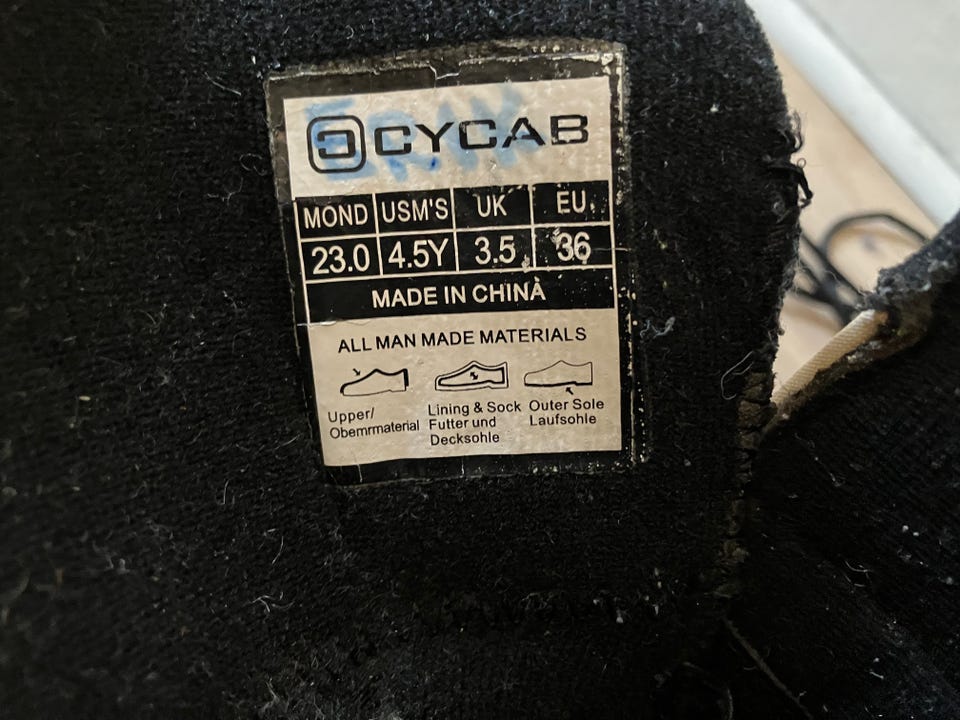 CYCAB
MOND USM'S UK EU
23.0 4.5Y 3.5 36
MADE IN CHINA
ALL MAN MADE MATERIALS
Upper/
Obemrmaterial
Lining & Sock
Futter und
Decksohle
Outer Sole
Laufsohle